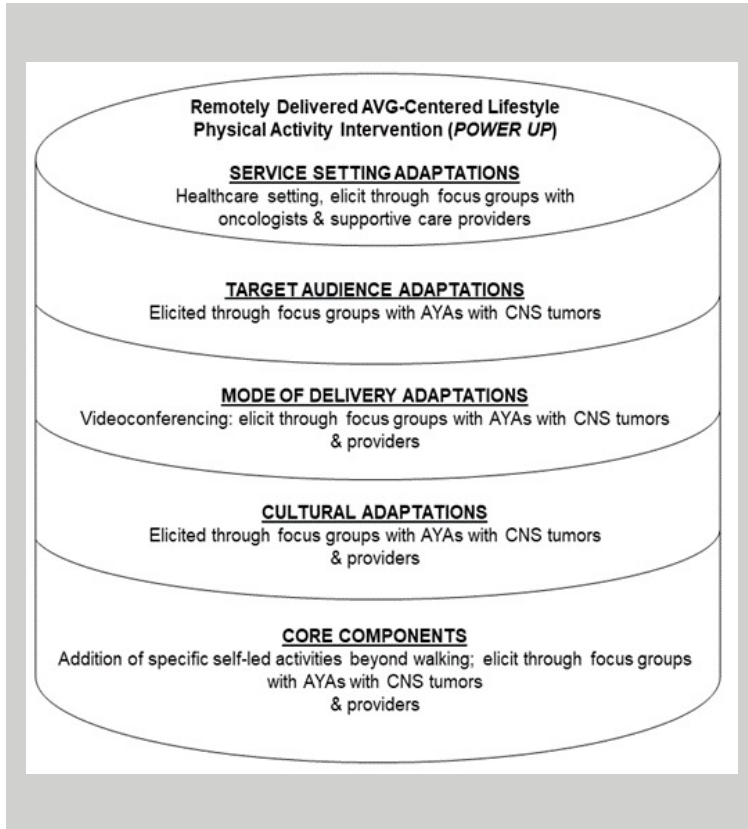 Remotely Delivered AVG-Centered Lifestyle
Physical Activity Intervention (POWER UP)
SERVICE SETTING ADAPTATIONS
Healthcare setting, elicit through focus groups with
oncologists & supportive care providers
TARGET AUDIENCE ADAPTATIONS
Elicited through focus groups with AYAs with CNS tumors
MODE OF DELIVERY ADAPTATIONS
Videoconferencing: elicit through focus groups with AYAs with CNS tumors
& providers
CULTURAL ADAPTATIONS
Elicited through focus groups with AYAs with CNS tumors
& providers
CORE COMPONENTS
Addition of specific self-led activities beyond walking; elicit through focus groups
with AYAs with CNS tumors
& providers